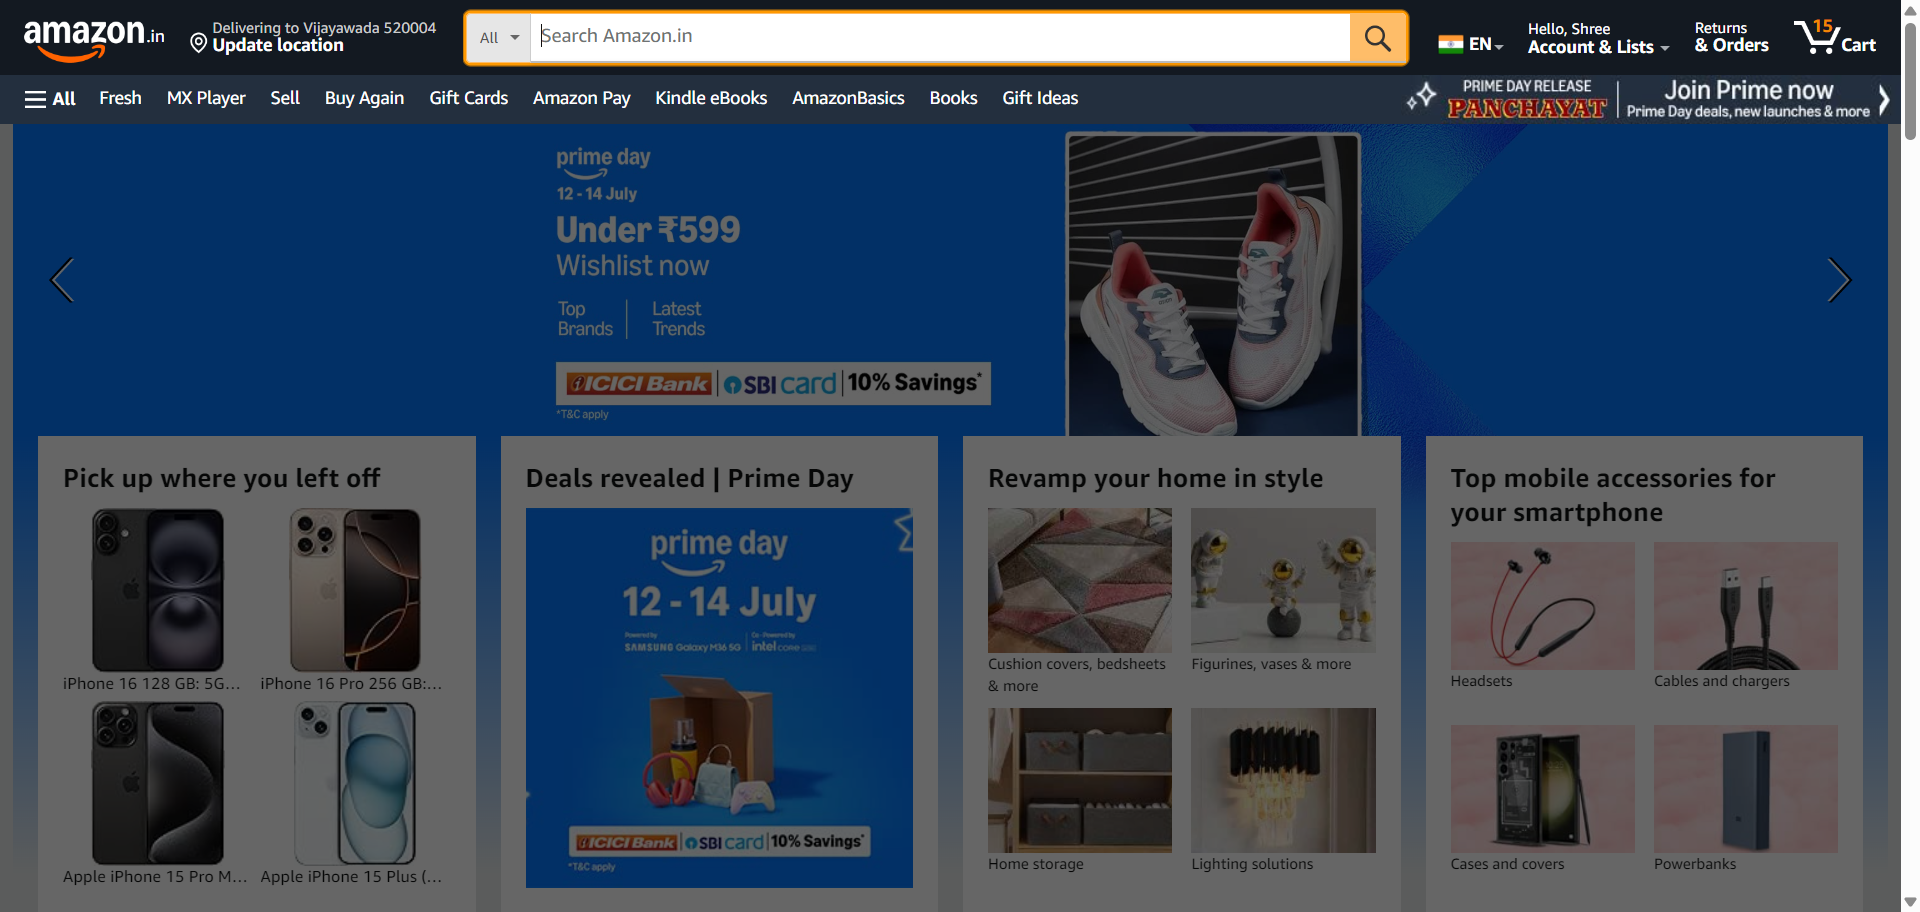 amazon.in
Delivering to Vijayawada 520004
Update location
All
Search Amazon.in
EN
Hello, Shree
Account & Lists
Returns
& Orders
15
Cart
All
Fresh
MX Player
Sell
Buy Again
Gift Cards
Amazon Pay
Kindle eBooks
AmazonBasics
Books
Gift Ideas
PRIME DAY RELEASE
PANCHAYAT
Join Prime now
Prime Day deals, new launches & more
prime day
12 - 14 July
Under ₹599
Wishlist now
Top
Brands
Latest
Trends
ICICI Bank SBI card 10% Savings*
*T&C apply
Pick up where you left off
iPhone 16 128 GB: 5G...
iPhone 16 Pro 256 GB:...
Apple iPhone 15 Pro M...
Apple iPhone 15 Plus (...
Deals revealed | Prime Day
prime day
12 - 14 July
Powered by
SAMSUNG Galaxy M36 5G
Co-Powered by
intel core
ICICI Bank SBI card 10% Savings*
*T&C apply
Revamp your home in style
Cushion covers, bedsheets
& more
Figurines, vases & more
Home storage
Lighting solutions
Top mobile accessories for
your smartphone
Headsets
Cables and chargers
Cases and covers
Powerbanks